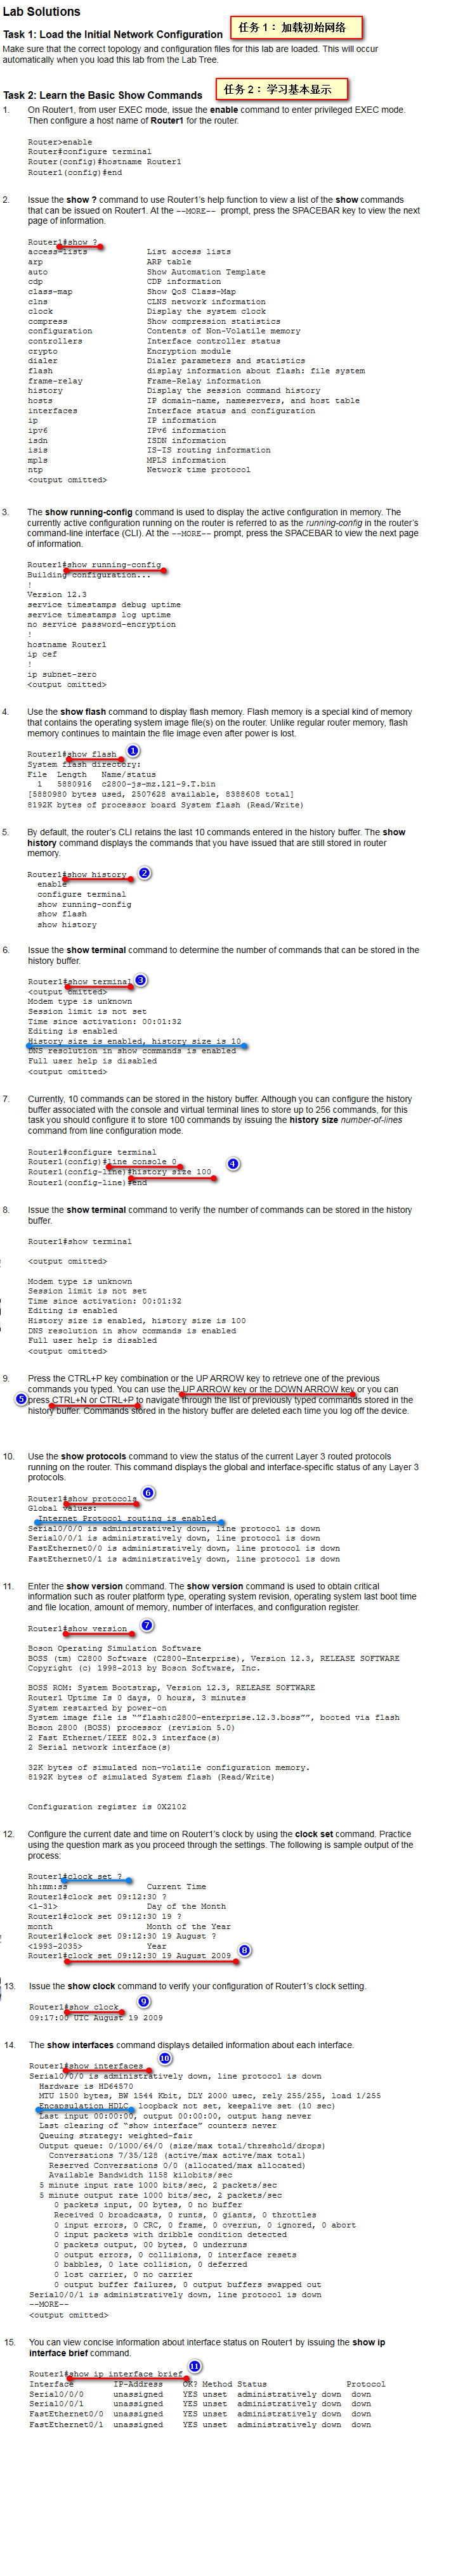 Lab Solutions
Task 1: Load the Initial Network Configuration
任务 1： 加载初始网络
Make sure that the correct topology and configuration files for this lab are loaded. This will occur
automatically when you load this lab from the Lab Tree.
Task 2: Learn the Basic Show Commands
任务 2：学习基本显示
1. On Router1, from user EXEC mode, issue the enable command to enter privileged EXEC mode.
Then configure a host name of Router1 for the router.
Router>enable
Router#configure terminal
Router(config)#hostname Router1
Router1(config)#end
2. Issue the show ? command to use Router1's help function to view a list of the show commands
that can be issued on Router1. At the --MORE-- prompt, press the SPACEBAR key to view the next
page of information.
Router1#show ?
access-lists List access lists
arp ARP table
auto Show Automation Template
cdp CDP information
class-map Show QoS Class-Map
clns CLNS network information
clock Display the system clock
compress Show compression statistics
configuration Contents of Non-Volatile memory
controllers Interface controller status
crypto Encryption module
dialer Dialer parameters and statistics
flash display information about flash: file system
frame-relay Frame-Relay information
history Display the session command history
hosts IP domain-name, nameservers, and host table
interfaces Interface status and configuration
ip IP information
ipv6 IPv6 information
isdn ISDN information
isis IS-IS routing information
mpls MPLS information
ntp Network time protocol
<output omitted>
3. The show running-config command is used to display the active configuration in memory. The
currently active configuration running on the router is referred to as the running-config in the router's
command-line interface (CLI). At the --MORE-- prompt, press the SPACEBAR to view the next page
of information.
Router1#show running-config
Building configuration...
!
Version 12.3
service timestamps debug uptime
service timestamps log uptime
no service password-encryption
!
hostname Router1
ip cef
!
ip subnet-zero
<output omitted>
4. Use the show flash command to display flash memory. Flash memory is a special kind of memory
that contains the operating system image file(s) on the router. Unlike regular router memory, flash
memory continues to maintain the file image even after power is lost.
Router1#show flash 1
System flash directory:
File Length Name/status
1 5880916 c2800-js-mz.121-9.T.bin
[5880980 bytes used, 2507628 available, 8388608 total]
8192K bytes of processor board System flash (Read/Write)
5. By default, the router's CLI retains the last 10 commands entered in the history buffer. The show
history command displays the commands that you have issued that are still stored in router
memory.
Router1#show history 2
enable
configure terminal
show running-config
show flash
show history
6. Issue the show terminal command to determine the number of commands that can be stored in the
history buffer.
Router1#show terminal 3
<output omitted>
Modem type is unknown
Session limit is not set
Time since activation: 00:01:32
Editing is enabled
History size is enabled, history size is 10
DNS resolution in show commands is enabled
Full user help is disabled
<output omitted>
7. Currently, 10 commands can be stored in the history buffer. Although you can configure the history
buffer associated with the console and virtual terminal lines to store up to 256 commands, for this
task you should configure it to store 100 commands by issuing the history size number-of-lines
command from line configuration mode.
Router1#configure terminal
Router1(config)#line console 0 4
Router1(config-line)#history size 100
Router1(config-line)#end
8. Issue the show terminal command to verify the number of commands can be stored in the history
buffer.
Router1#show terminal
<output omitted>
Modem type is unknown
Session limit is not set
Time since activation: 00:01:32
Editing is enabled
History size is enabled, history size is 100
DNS resolution in show commands is enabled
Full user help is disabled
<output omitted>
9. Press the CTRL+P key combination or the UP ARROW key to retrieve one of the previous
commands you typed. You can use the UP ARROW key or the DOWN ARROW key or you can
5 press CTRL+N or CTRL+P to navigate through the list of previously typed commands stored in the
history buffer. Commands stored in the history buffer are deleted each time you log off the device.
10. Use the show protocols command to view the status of the current Layer 3 routed protocols
running on the router. This command displays the global and interface-specific status of any Layer 3
protocols.
Router1#show protocols 6
Global values:
Internet Protocol routing is enabled
Serial0/0/0 is administratively down, line protocol is down
Serial0/0/1 is administratively down, line protocol is down
FastEthernet0/0 is administratively down, line protocol is down
FastEthernet0/1 is administratively down, line protocol is down
11. Enter the show version command. The show version command is used to obtain critical
information such as router platform type, operating system revision, operating system last boot time
and file location, amount of memory, number of interfaces, and configuration register.
Router1#show version 7
Boson Operating Simulation Software
BOSS (tm) C2800 Software (C2800-Enterprise), Version 12.3, RELEASE SOFTWARE
Copyright (c) 1998-2013 by Boson Software, Inc.
BOSS ROM: System Bootstrap, Version 12.3, RELEASE SOFTWARE
Router1 Uptime Is 0 days, 0 hours, 3 minutes
System restarted by power-on
System image file is ""flash:c2800-enterprise.12.3.boss"", booted via flash
Boson 2800 (BOSS) processor (revision 5.0)
2 Fast Ethernet/IEEE 802.3 interface(s)
2 Serial network interface(s)
32K bytes of simulated non-volatile configuration memory.
8192K bytes of simulated System flash (Read/Write)
Configuration register is 0X2102
12. Configure the current date and time on Router1's clock by using the clock set command. Practice
using the question mark as you proceed through the settings. The following is sample output of the
process:
Router1#clock set ?
hh:mm:ss Current Time
Router1#clock set 09:12:30 ?
<1-31> Day of the Month
Router1#clock set 09:12:30 19 ?
month Month of the Year
Router1#clock set 09:12:30 19 August ?
<1993-2035> Year
Router1#clock set 09:12:30 19 August 2009 8
13. Issue the show clock command to verify your configuration of Router1's clock setting.
Router1#show clock 9
09:17:00 UTC August 19 2009
14. The show interfaces command displays detailed information about each interface.
Router1#show interfaces 10
Serial0/0/0 is administratively down, line protocol is down
Hardware is HD64570
MTU 1500 bytes, BW 1544 Kbit, DLY 2000 usec, rely 255/255, load 1/255
Encapsulation HDLC, loopback not set, keepalive set (10 sec)
Last input 00:00:00, output 00:00:00, output hang never
Last clearing of "show interface" counters never
Queuing strategy: weighted-fair
Output queue: 0/1000/64/0 (size/max total/threshold/drops)
Conversations 7/35/128 (active/max active/max total)
Reserved Conversations 0/0 (allocated/max allocated)
Available Bandwidth 1158 kilobits/sec
5 minute input rate 1000 bits/sec, 2 packets/sec
5 minute output rate 1000 bits/sec, 2 packets/sec
0 packets input, 00 bytes, 0 no buffer
Received 0 broadcasts, 0 runts, 0 giants, 0 throttles
0 input errors, 0 CRC, 0 frame, 0 overrun, 0 ignored, 0 abort
0 input packets with dribble condition detected
0 packets output, 00 bytes, 0 underruns
0 output errors, 0 collisions, 0 interface resets
0 babbles, 0 late collision, 0 deferred
0 lost carrier, 0 no carrier
0 output buffer failures, 0 output buffers swapped out
Serial0/0/1 is administratively down, line protocol is down
--MORE--
<output omitted>
15. You can view concise information about interface status on Router1 by issuing the show ip
interface brief command.
Router1#show ip interface brief 11
Interface IP-Address OK? Method Status Protocol
Serial0/0/0 unassigned YES unset administratively down down
Serial0/0/1 unassigned YES unset administratively down down
FastEthernet0/0 unassigned YES unset administratively down down
FastEthernet0/1 unassigned YES unset administratively down down